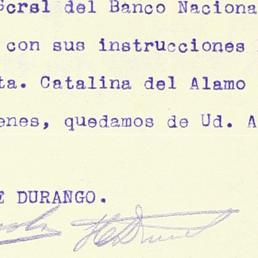 Gcrsl del Banco Naciona
con sus instrucciones
ta. Catalina del Alamo
enes, quedamos de Ud. A
E DURANGO.